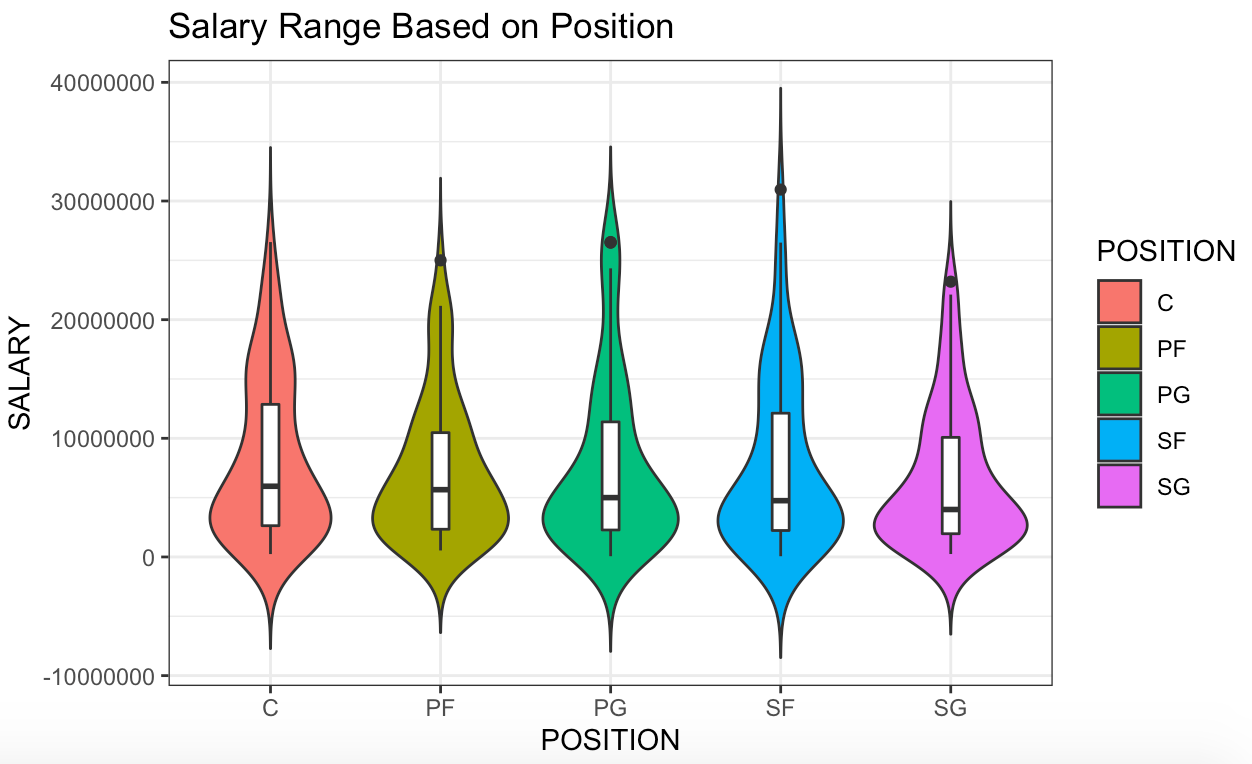 Salary Range Based on Position
SALARY
40000000
30000000
20000000
10000000
0
-10000000
C
PF
PG
SF
SG
POSITION
POSITION
C
PF
PG
SF
SG